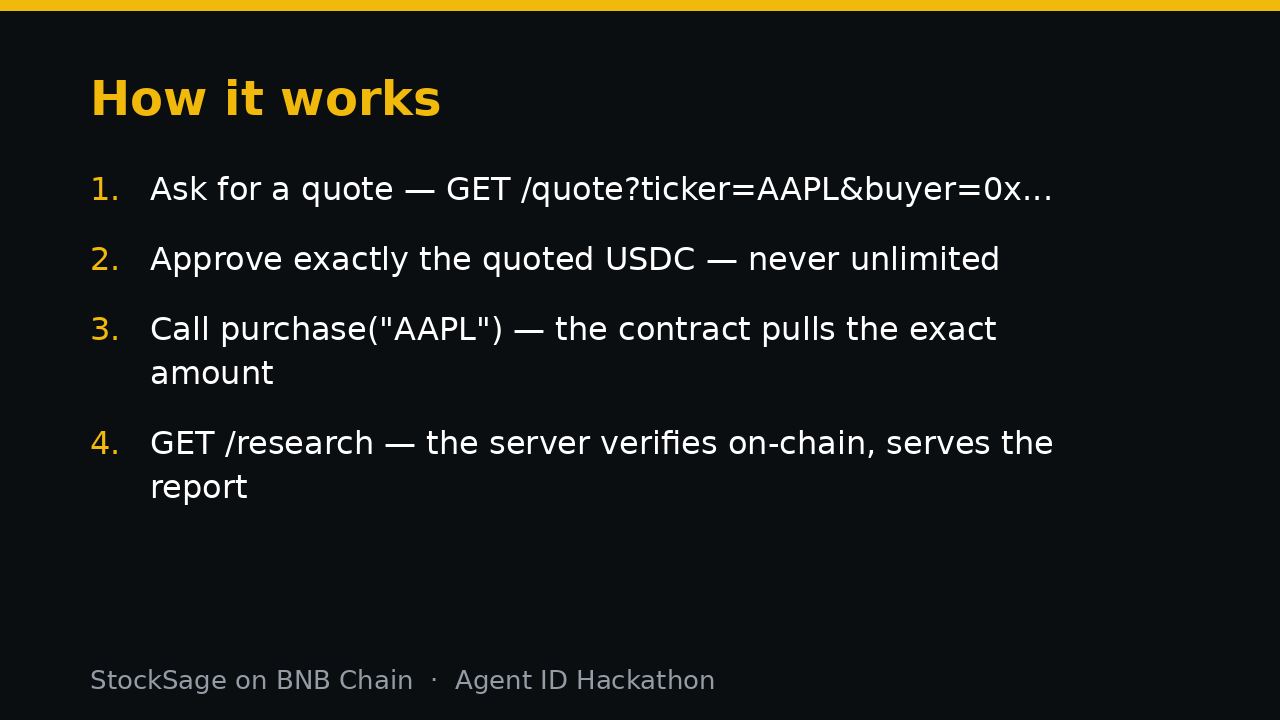 How it works
1. Ask for a quote — GET /quote?ticker=AAPL&buyer=0x…
2. Approve exactly the quoted USDC — never unlimited
3. Call purchase("AAPL") — the contract pulls the exact
amount
4. GET /research — the server verifies on-chain, serves the
report
StockSage on BNB Chain · Agent ID Hackathon